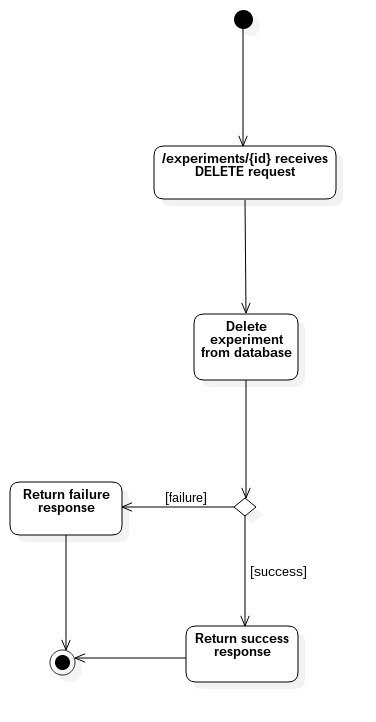 /experiments/{id} receives
DELETE request
Delete
experiment
from database
[failure]
Return failure
response
[success]
Return success
response